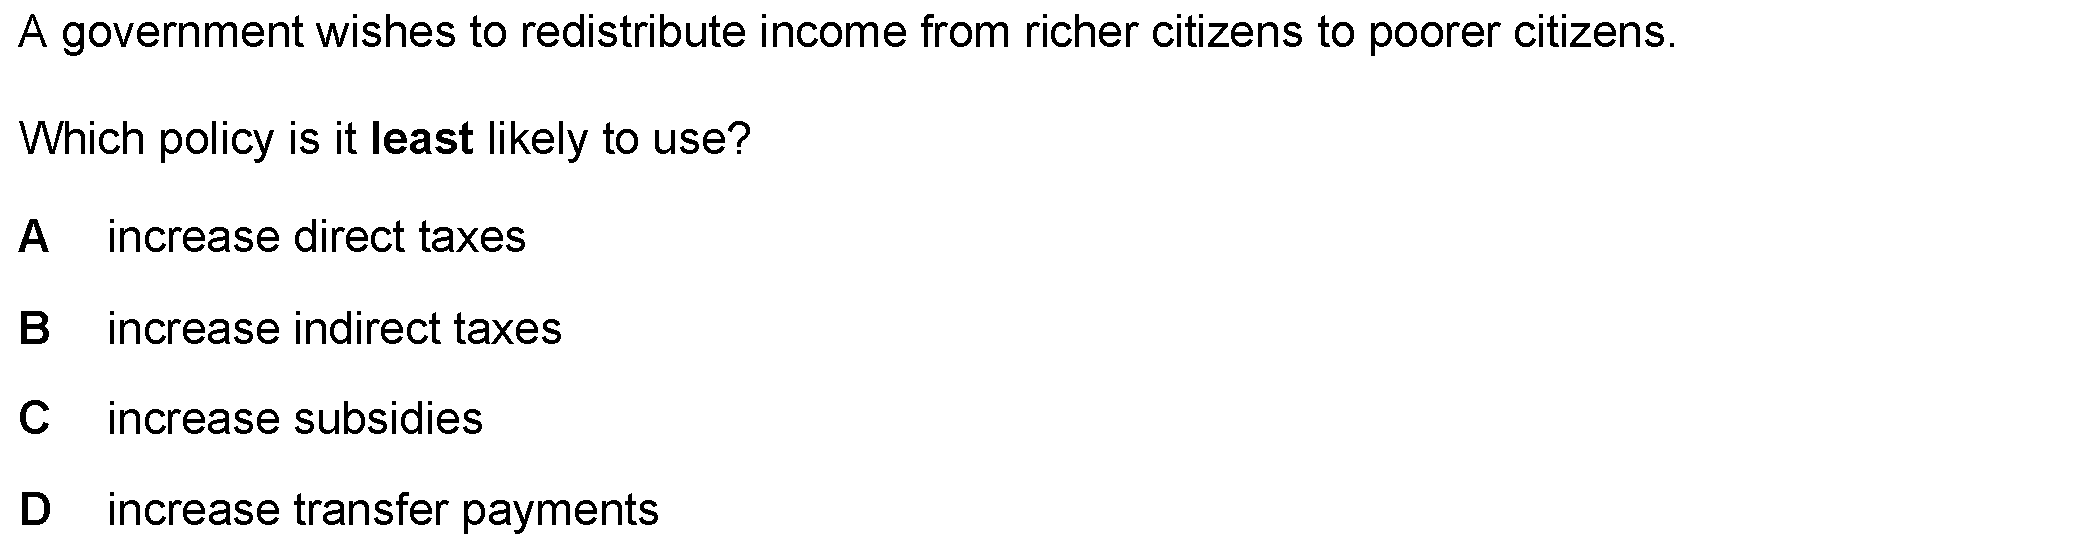 A government wishes to redistribute income from richer citizens to poorer citizens.
Which policy is it least likely to use?
A increase direct taxes
B increase indirect taxes
C increase subsidies
D increase transfer payments